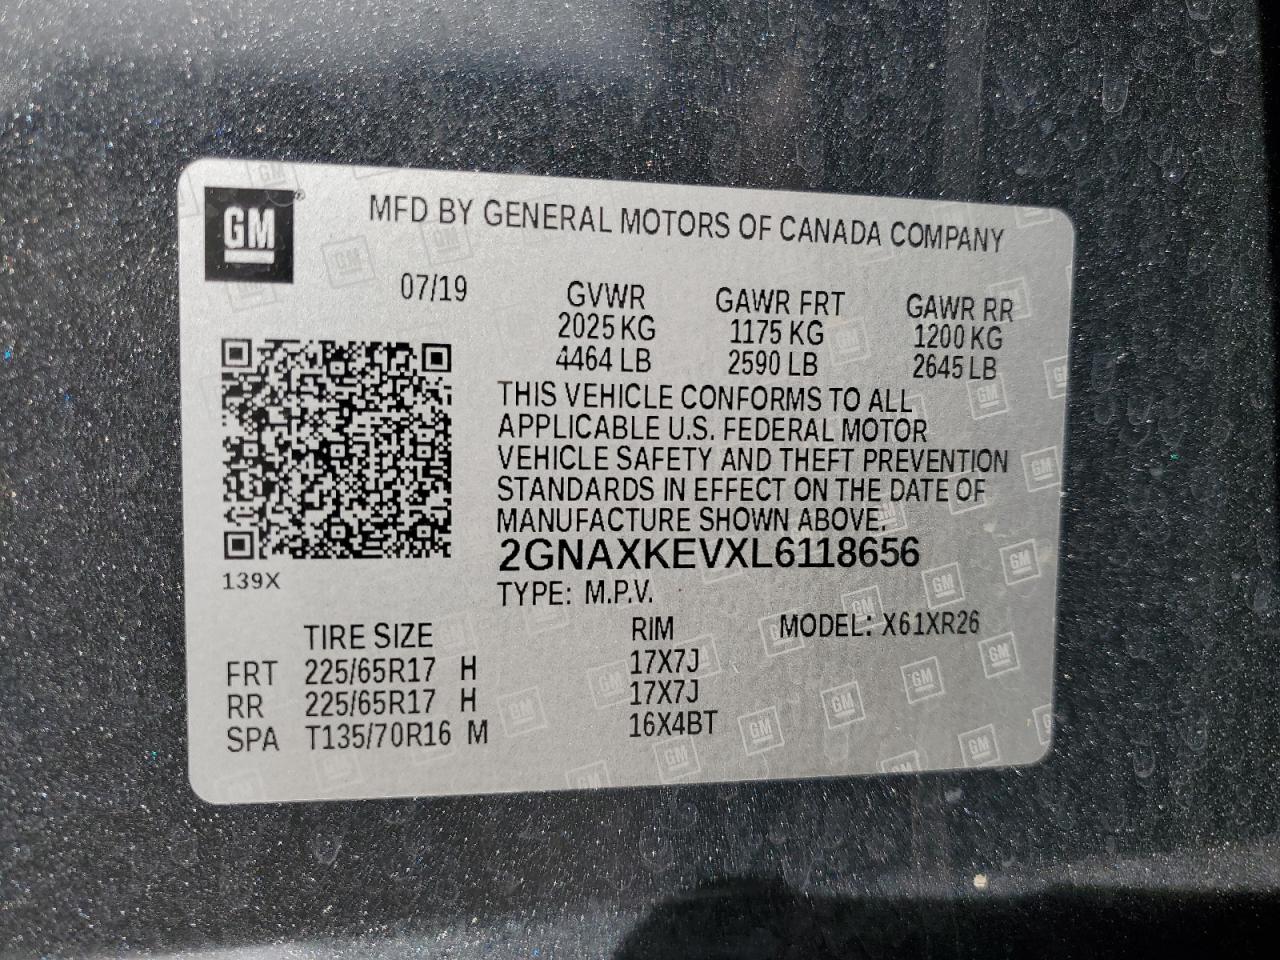 GM
MFD BY GENERAL MOTORS OF CANADA COMPANY
07/19
GVWR GAWR FRT GAWR RR
2025 KG 1175 KG 1200 KG
4464 LB 2590 LB 2645 LB
THIS VEHICLE CONFORMS TO ALL
APPLICABLE U.S. FEDERAL MOTOR
VEHICLE SAFETY AND THEFT PREVENTION
STANDARDS IN EFFECT ON THE DATE OF
MANUFACTURE SHOWN ABOVE.
2GNAXKEVXL6118656
139X
TYPE: M.P.V.
TIRE SIZE RIM MODEL: X61XR26
FRT 225/65R17 H 17X7J
RR 225/65R17 H 17X7J
SPA T135/70R16 M 16X4BT